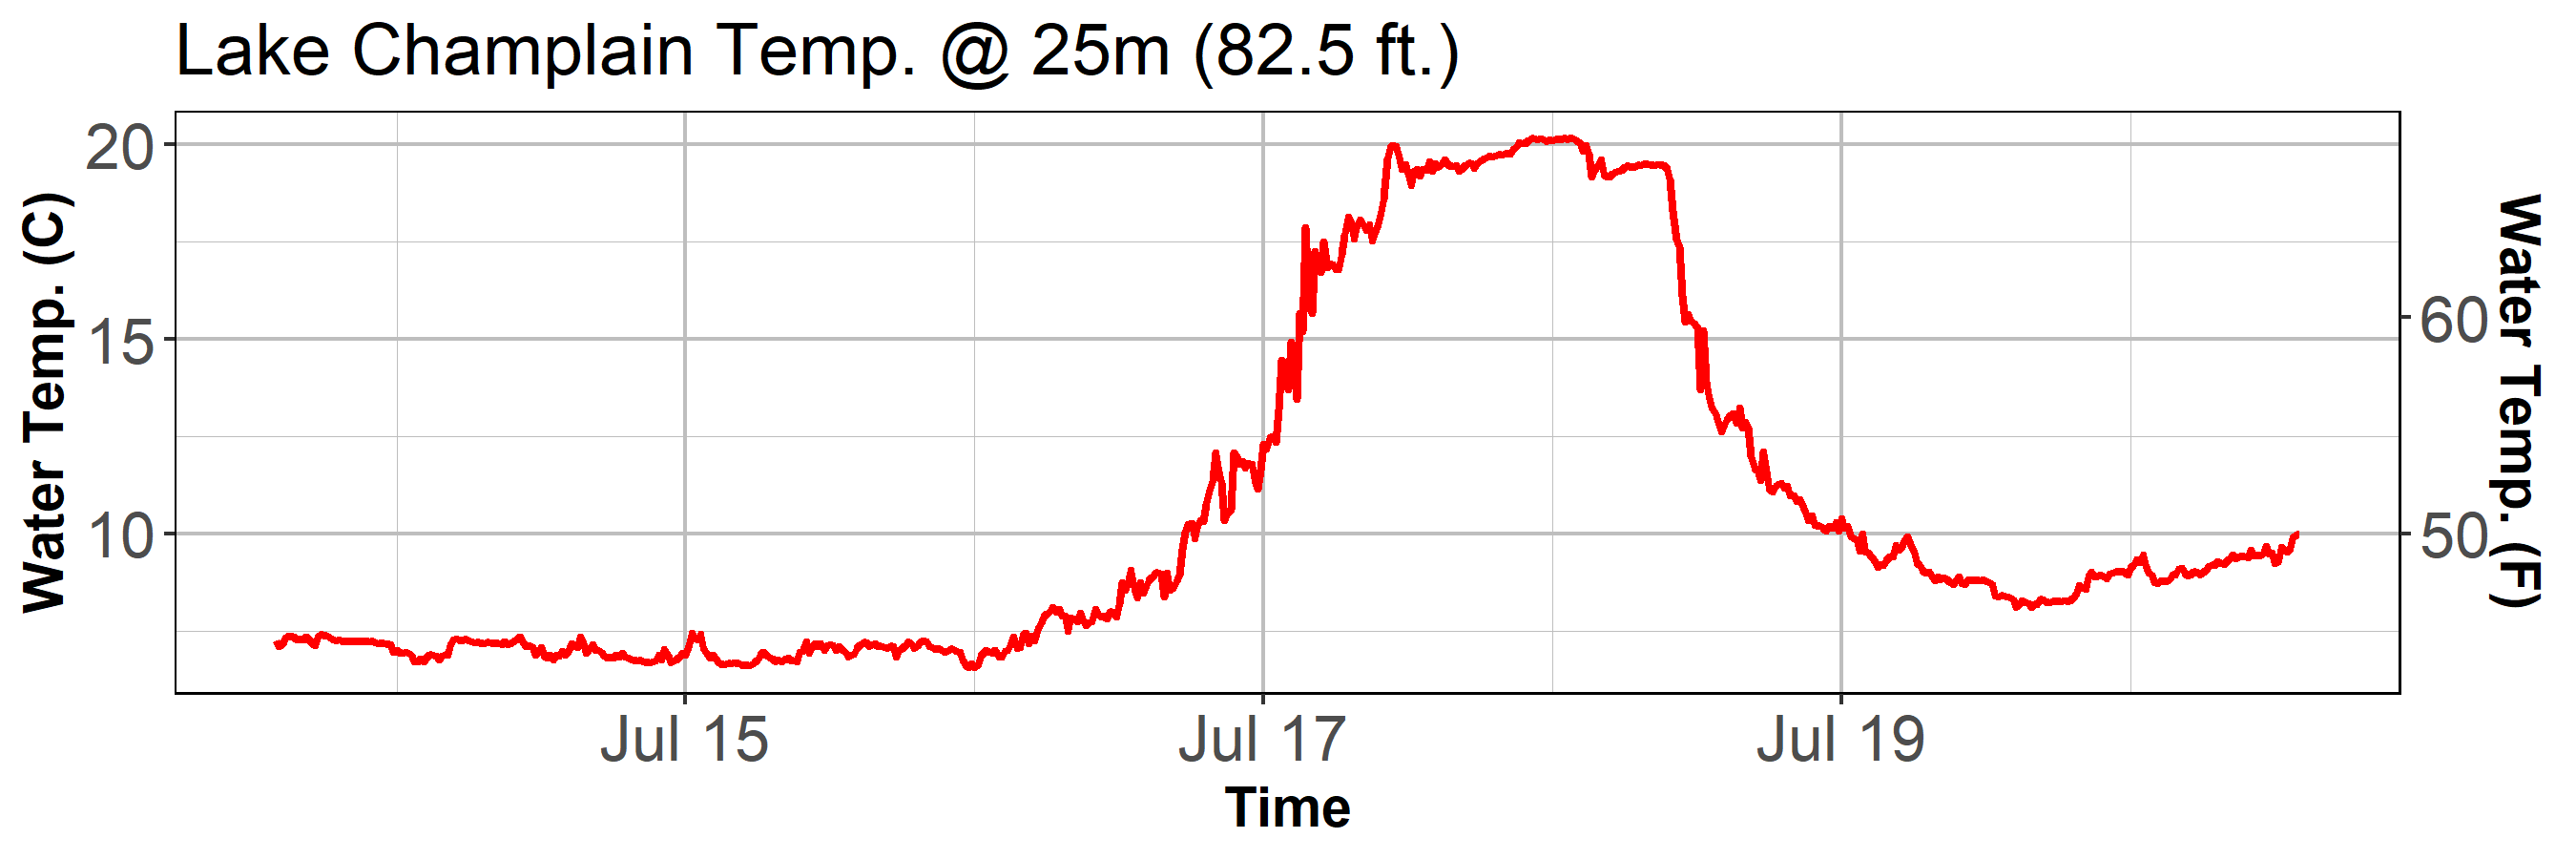 Lake Champlain Temp. @ 25m (82.5 ft.)
Water Temp. (C)
20
15
10
60
50
Water Temp. (F)
Jul 15 Jul 17 Jul 19
Time